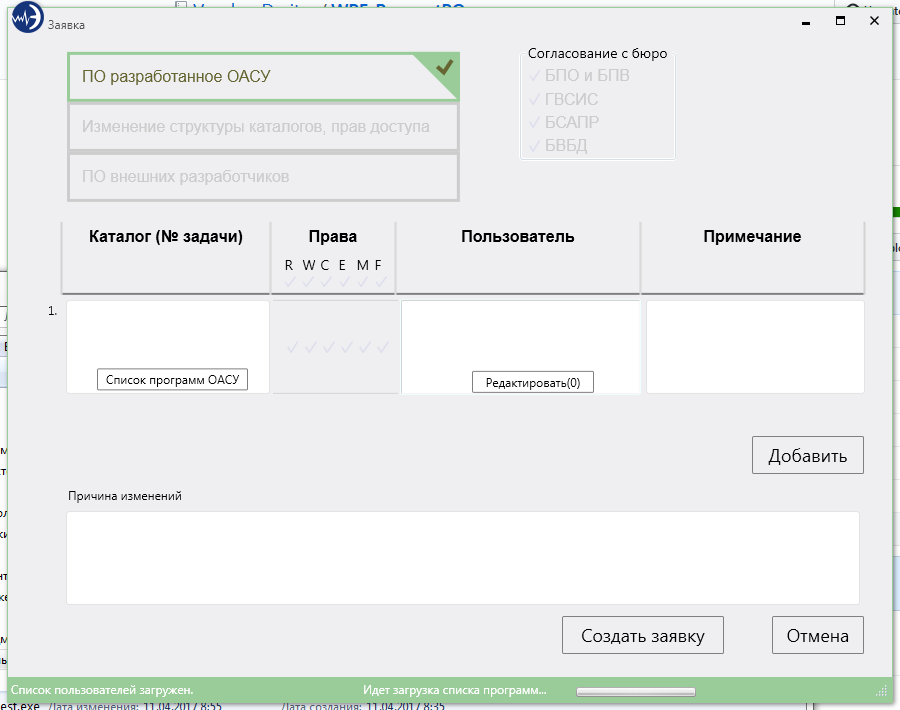 Заявка
ПО разработанное ОАСУ
Изменение структуры каталогов, прав доступа
ПО внешних разработчиков
Согласование с бюро
БПО и БПВ
ГВСИС
БСАПР
БВБД
Каталог (№ задачи) Права Пользователь Примечание
R W C E M F
1.
Список программ ОАСУ
Редактировать(0)
Добавить
Причина изменений
Создать заявку Отмена
Список пользователей загружен. Идет загрузка списка программ...
est.exe Дата изменения: 11.04.2017 8:55 Дата создания: 11.04.2017 8:35